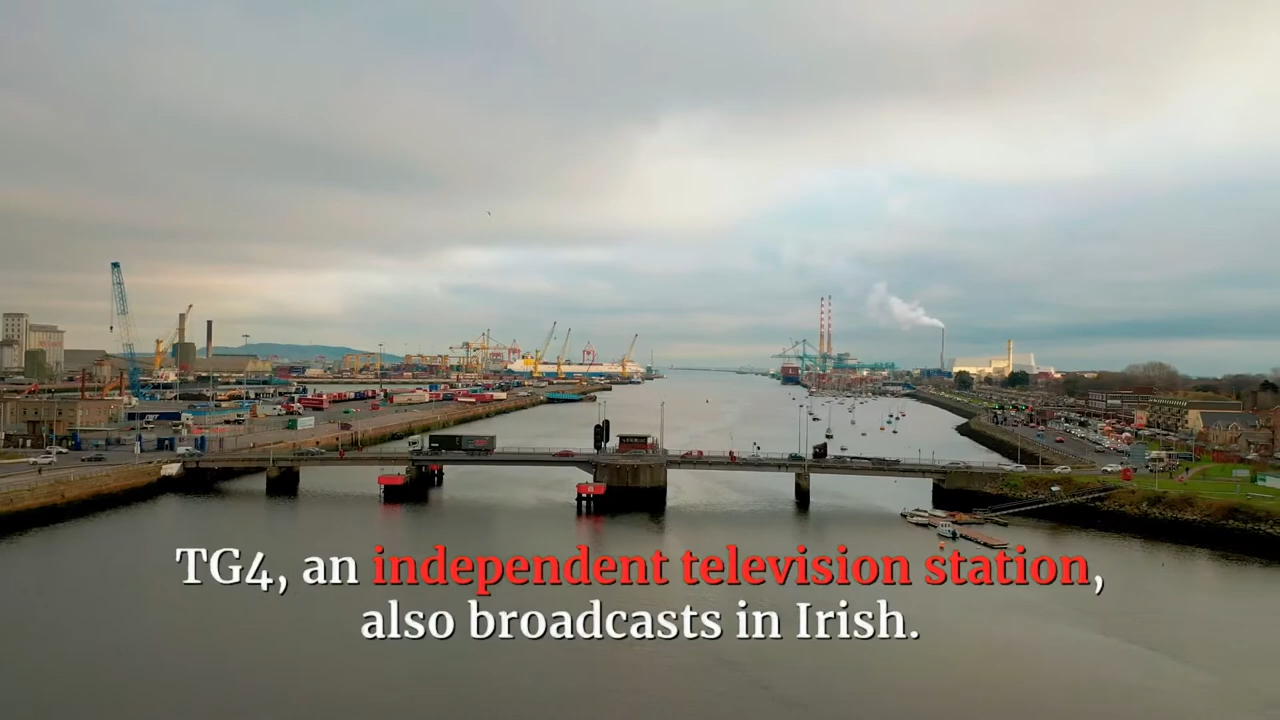 TG4, an independent television station,
also broadcasts in Irish.